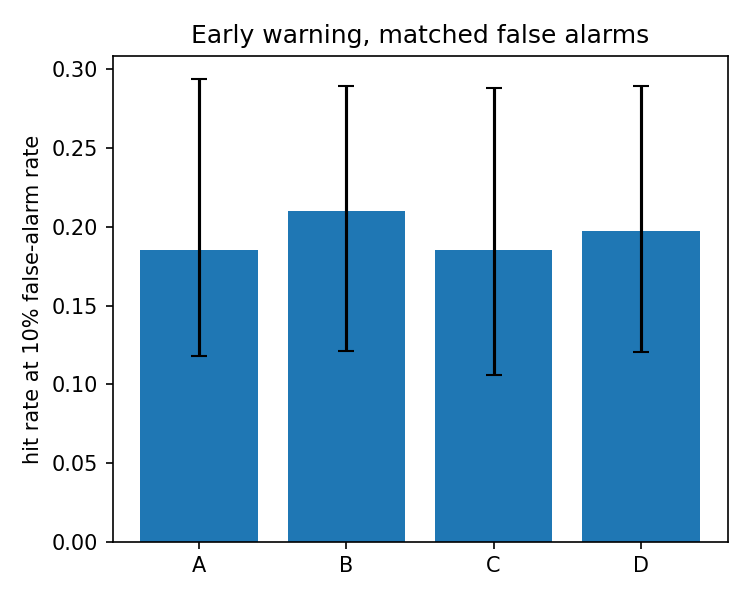 Early warning, matched false alarms
hit rate at 10% false-alarm rate
0.30
0.25
0.20
0.15
0.10
0.05
0.00
A
B
C
D